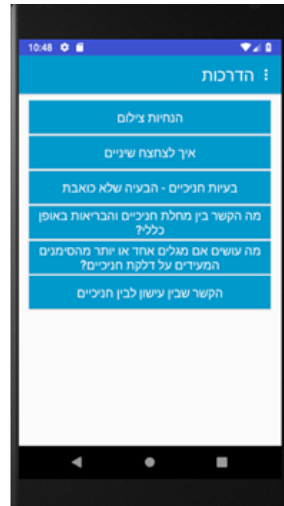 10:48
הדרכות
הנחיות צילום
איך לצחצח שיניים
בעיות חניכיים - הבעיה שלא כואבת
מה הקשר בין מחלת חניכיים והבריאות באופן
כללי?
מה עושים אם מגלים אחד או יותר מהסימנים
המעידים על דלקת חניכיים?
הקשר שבין עישון לבין חניכיים